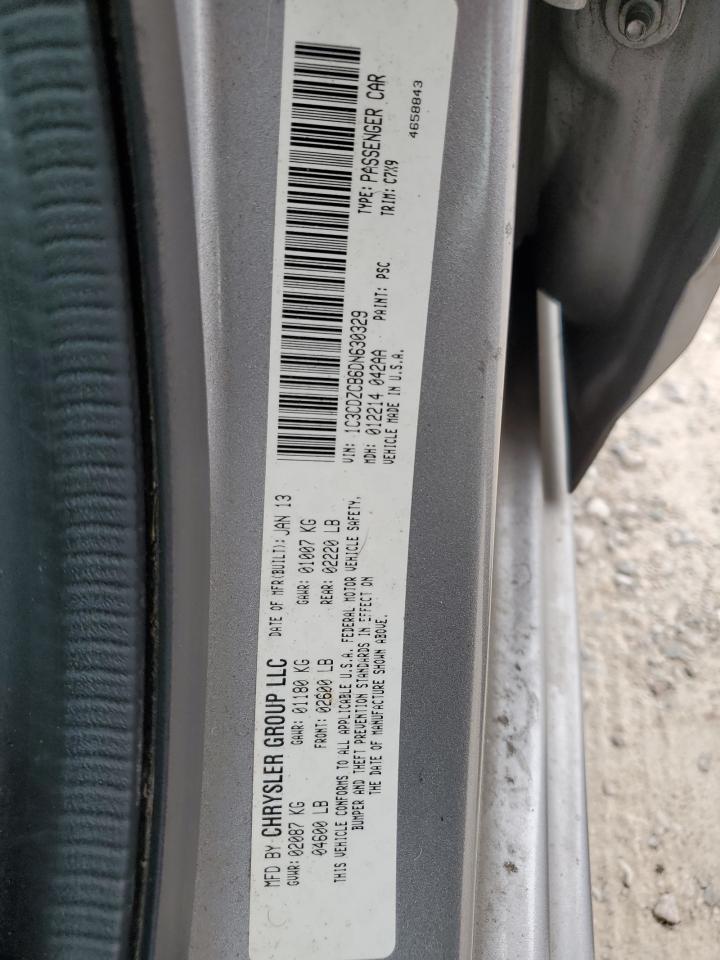 MFD BY CHRYSLER GROUP LLC DATE OF MFR(BUILT): JAN 13
GVWR: 02087 KG GAWR: 01180 KG GAWR: 01007 KG
04600 LB FRONT: 02600 LB REAR: 02220 LB
THIS VEHICLE CONFORMS TO ALL APPLICABLE U.S.A. FEDERAL MOTOR VEHICLE SAFETY,
BUMPER AND THEFT PREVENTION STANDARDS IN EFFECT ON
THE DATE OF MANUFACTURE SHOWN ABOVE.
VIN: 1C3CDZCB6DN630329 TYPE: PASSENGER CAR
MDH: 012214 042AA PAINT: PSC TRIM: C7X9
VEHICLE MADE IN U.S.A.
4658843